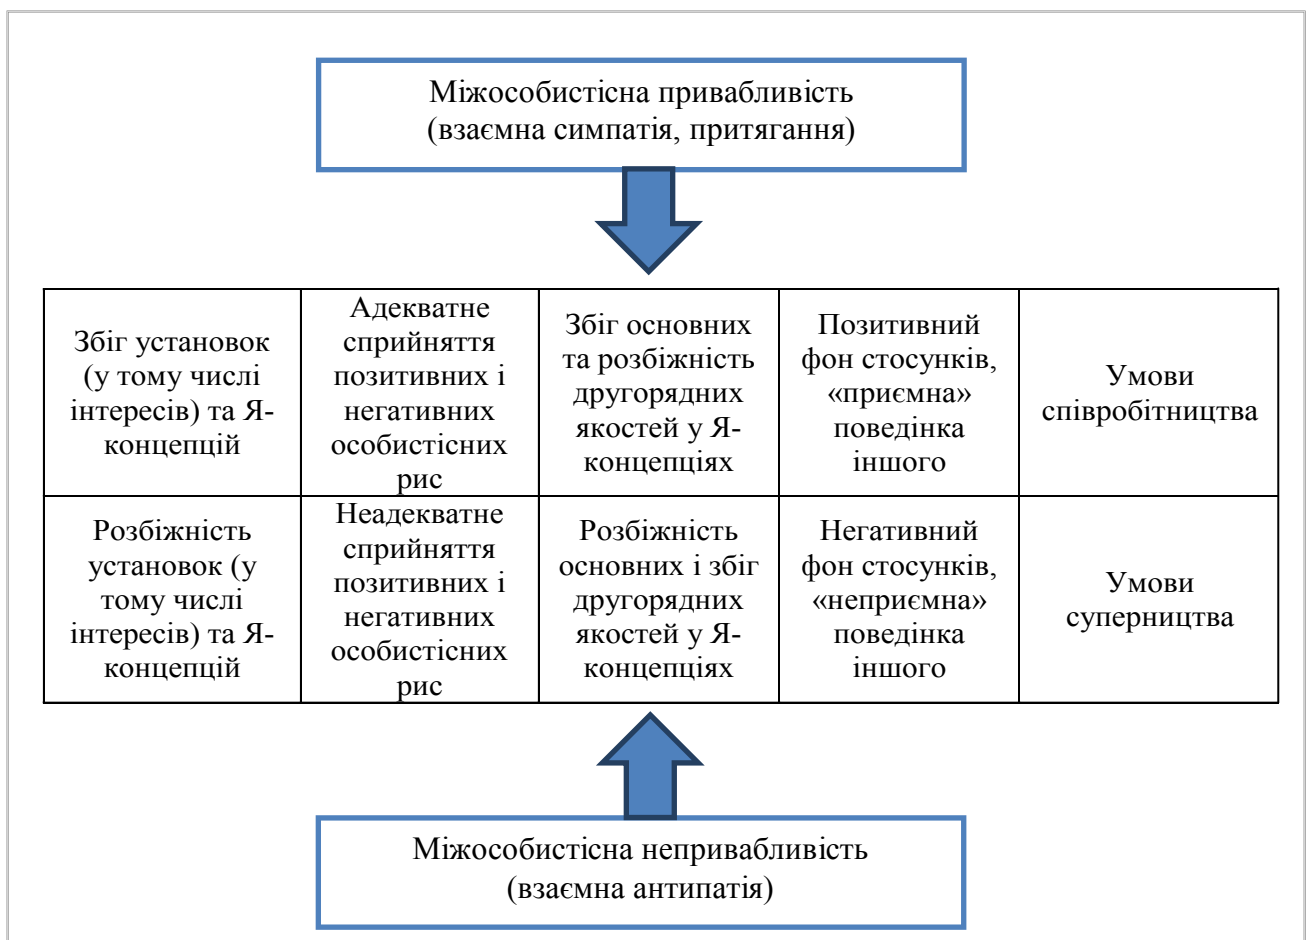 Міжособистісна привабливість
(взаємна симпатія, притягання)
Збіг установок
(у тому числі
інтересів) та Я-
концепцій
Адекватне
сприйняття
позитивних і
негативних
особистісних
рис
Збіг основних
та розбіжність
другорядних
якостей у Я-
концепціях
Позитивний
фон стосунків,
«приємна»
поведінка
іншого
Умови
співробітництва
Розбіжність
установок (у
тому числі
інтересів) та Я-
концепцій
Неадекватне
сприйняття
позитивних і
негативних
особистісних
рис
Розбіжність
основних і збіг
другорядних
якостей у Я-
концепціях
Негативний
фон стосунків,
«неприємна»
поведінка
іншого
Умови
суперництва
Міжособистісна непривабливість
(взаємна антипатія)